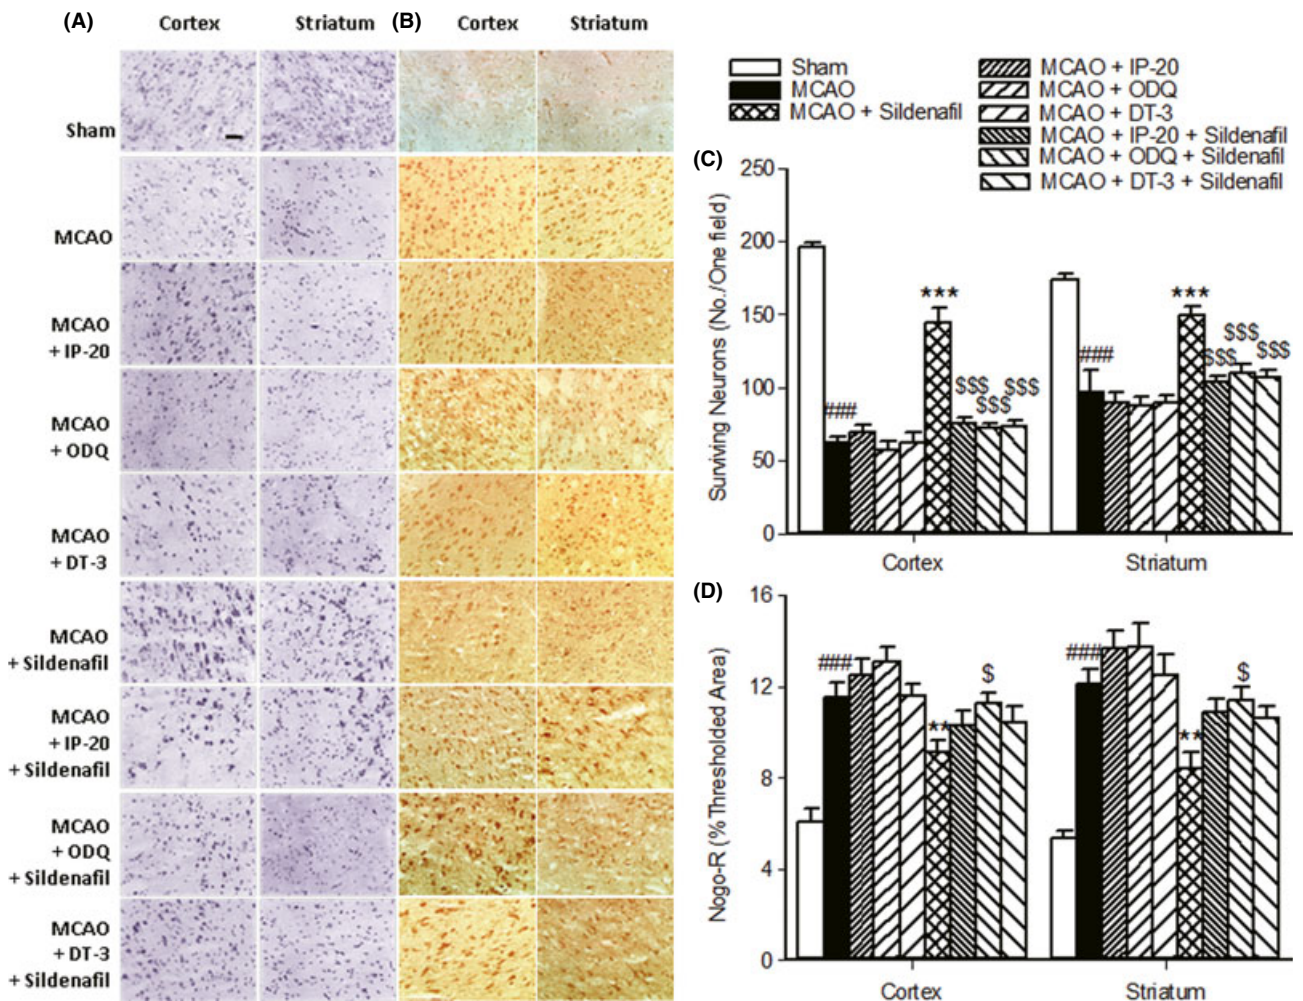 (A) Cortex Striatum (B) Cortex Striatum
Sham
MCAO
MCAO
+ IP-20
MCAO
+ ODQ
MCAO
+ DT-3
MCAO
+ Sildenafil
MCAO
+ IP-20
+ Sildenafil
MCAO
+ ODQ
+ Sildenafil
MCAO
+ DT-3
+ Sildenafil
Sham
MCAO
MCAO + Sildenafil
MCAO + IP-20
MCAO + ODQ
MCAO + DT-3
MCAO + IP-20 + Sildenafil
MCAO + ODQ + Sildenafil
MCAO + DT-3 + Sildenafil
(C)
Surviving Neurons (No./One field)
250
200
150
100
50
0
###
***
$$$
$$$
$$$
###
***
$$$
$$$
$$$
Cortex Striatum
(D)
Nogo-R (% Thresholded Area)
16
12
8
4
0
###
**
$
###
**
$
Cortex Striatum